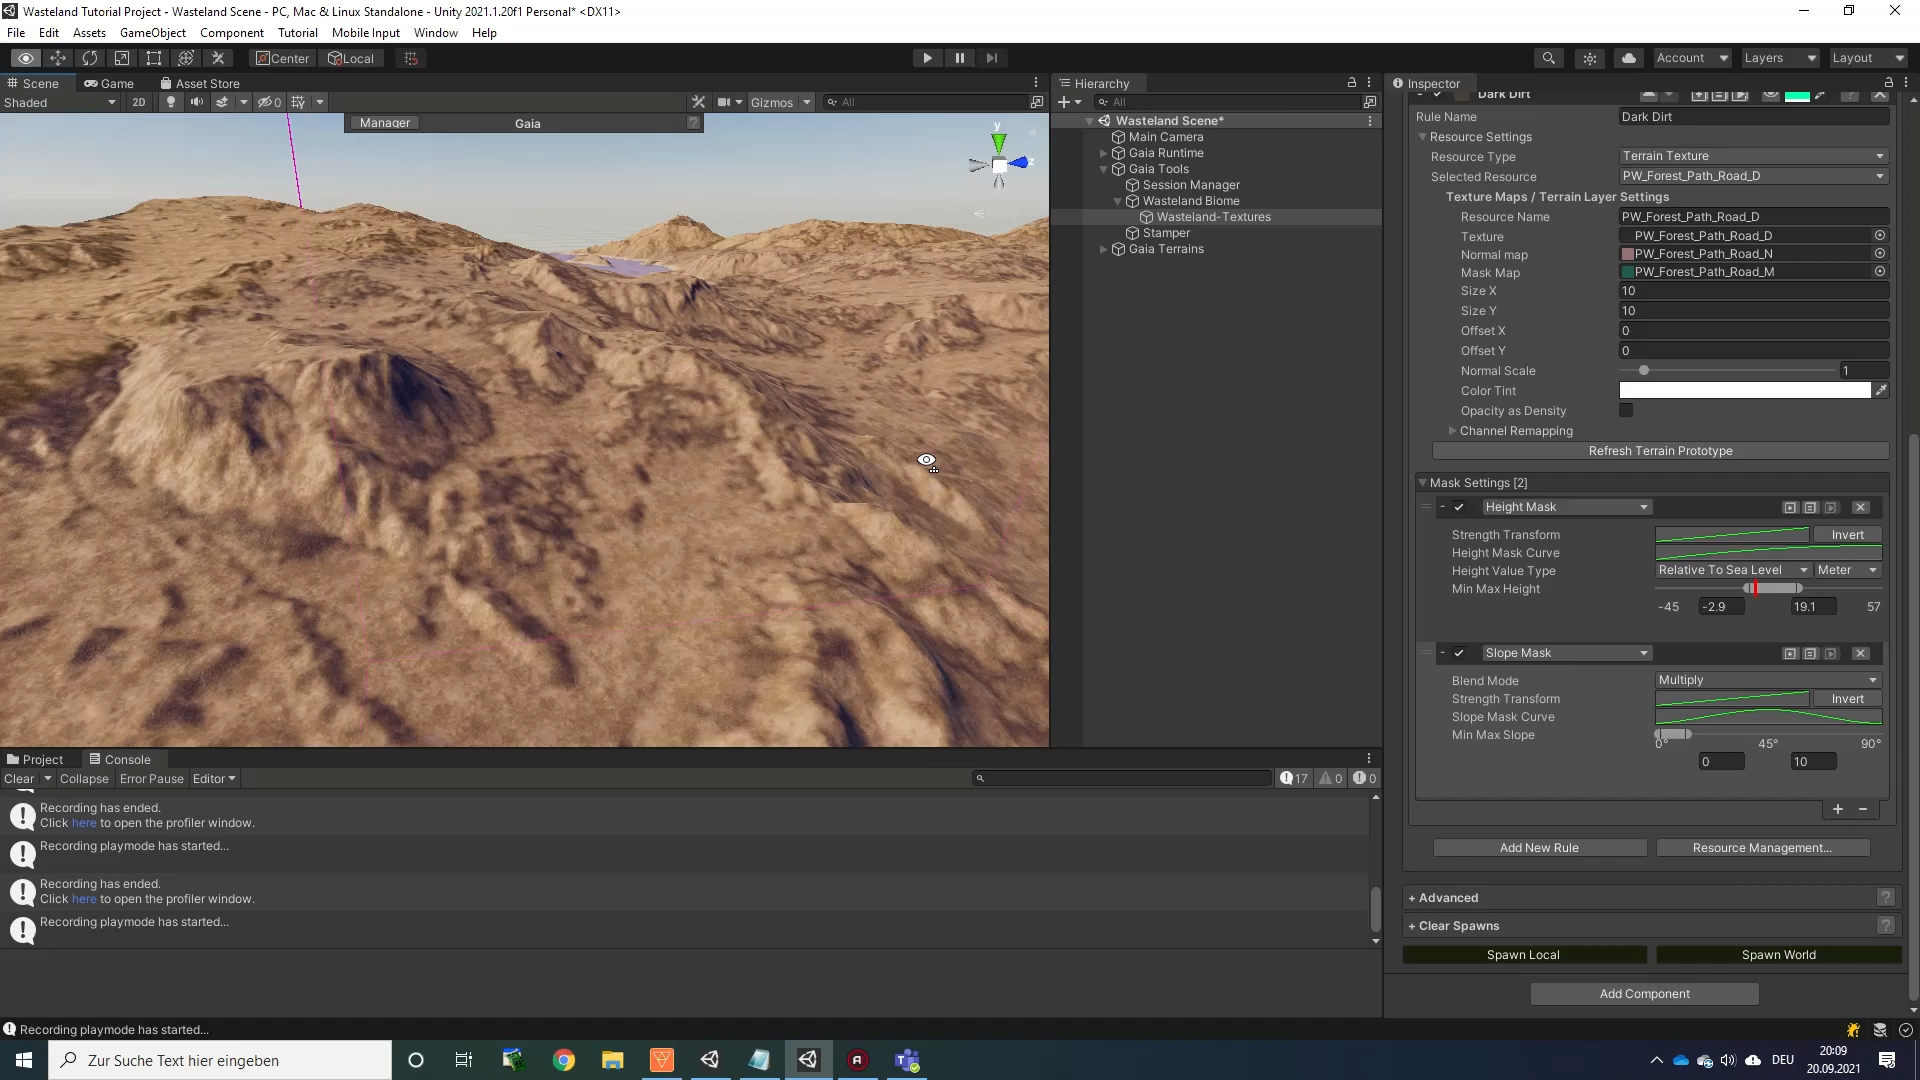 Wasteland Tutorial Project - Wasteland Scene - PC, Mac & Linux Standalone - Unity 2021.1.20f1 Personal* <DX11>
File Edit Assets GameObject Component Tutorial Mobile Input Window Help
Center Local
Account Layers Layout
Scene Game Asset Store
Shaded 2D 0 Gizmos All
Manager Gaia ?
y
z
Hierarchy
All
Wasteland Scene*
Main Camera
Gaia Runtime
Gaia Tools
Session Manager
Wasteland Biome
Wasteland-Textures
Stamper
Gaia Terrains
Inspector
Dark Dirt
Rule Name Dark Dirt
Resource Settings
Resource Type Terrain Texture
Selected Resource PW_Forest_Path_Road_D
Texture Maps / Terrain Layer Settings
Resource Name PW_Forest_Path_Road_D
Texture PW_Forest_Path_Road_D
Normal map PW_Forest_Path_Road_N
Mask Map PW_Forest_Path_Road_M
Size X 10
Size Y 10
Offset X 0
Offset Y 0
Normal Scale 1
Color Tint
Opacity as Density
Channel Remapping
Refresh Terrain Prototype
Mask Settings [2]
- Height Mask
Strength Transform Invert
Height Mask Curve
Height Value Type Relative To Sea Level Meter
Min Max Height
-45 -2.9 19.1 57
- Slope Mask
Blend Mode Multiply
Strength Transform Invert
Slope Mask Curve
Min Max Slope
0° 45° 90°
0 10
+ -
Add New Rule Resource Management...
+ Advanced ?
+ Clear Spawns ?
Spawn Local Spawn World
Add Component
Project Console
Clear Collapse Error Pause Editor 17 0 0
Recording has ended.
Click here to open the profiler window.
Recording playmode has started...
Recording has ended.
Click here to open the profiler window.
Recording playmode has started...
Recording playmode has started...
Zur Suche Text hier eingeben
DEU
20:09
20.09.2021